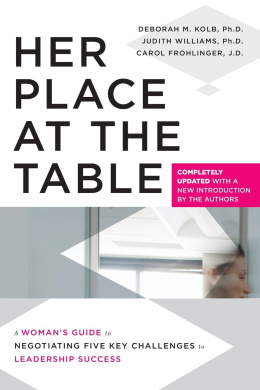 DEBORAH M. KOLB, Ph.D.
JUDITH WILLIAMS, Ph.D.
CAROL FROHLINGER, J.D.
HER
PLACE
AT THE
TABLE
COMPLETELY
UPDATED WITH A
NEW INTRODUCTION
BY THE AUTHORS
A WOMAN'S GUIDE to
NEGOTIATING FIVE KEY CHALLENGES to
LEADERSHIP SUCCESS